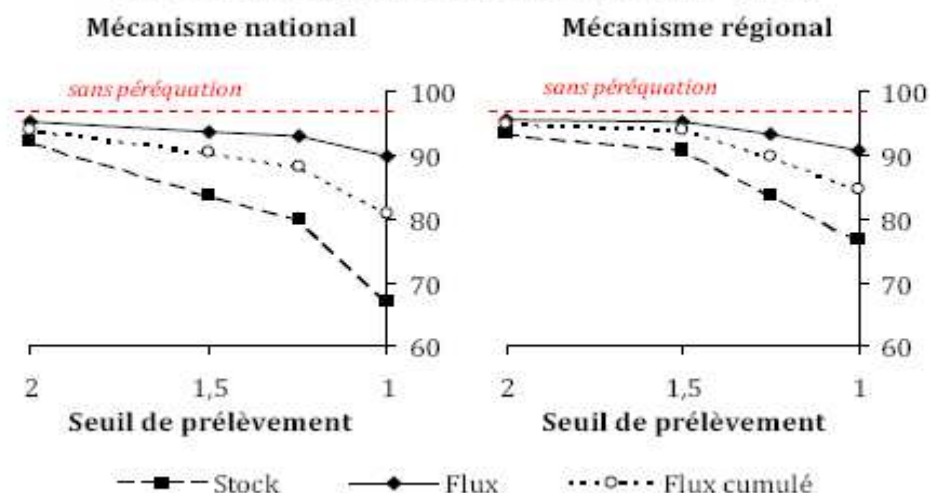 Mécanisme national
sans péréquation
100
90
80
70
60
2
1,5
1
Seuil de prélèvement
Mécanisme régional
sans péréquation
100
90
80
70
60
2
1,5
1
Seuil de prélèvement
Stock
Flux
Flux cumulé